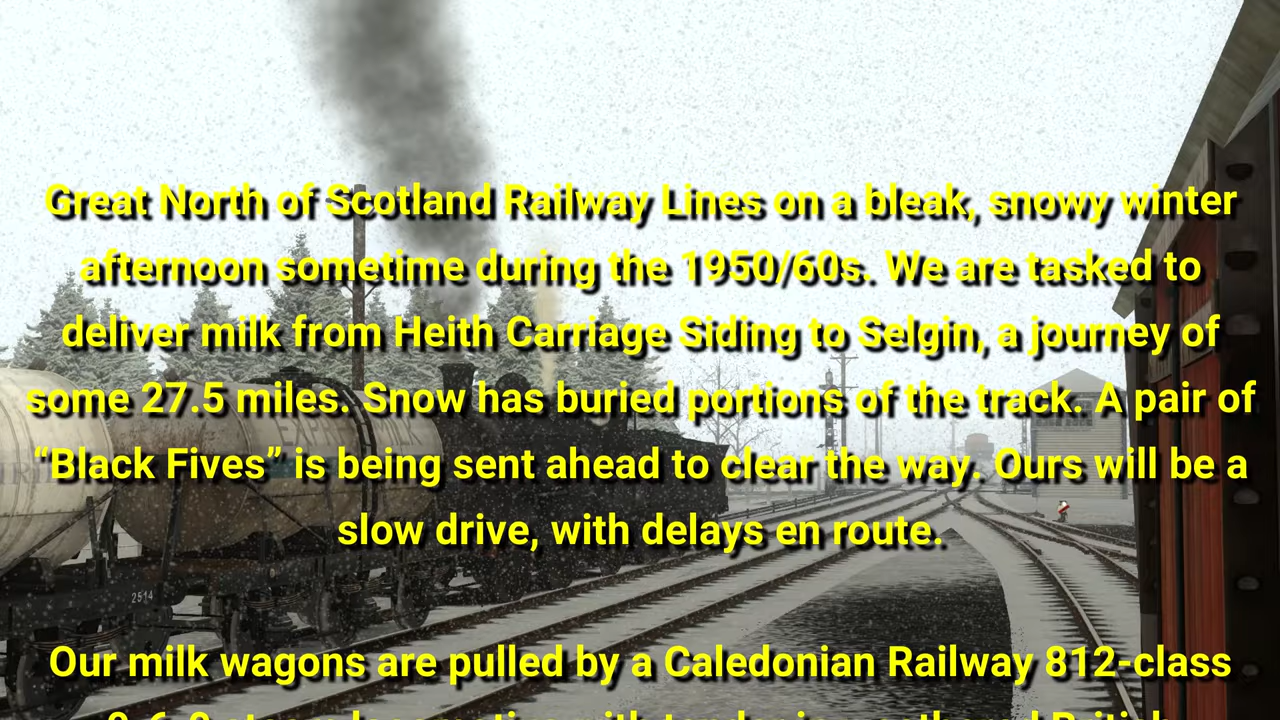 Great North of Scotland Railway Lines on a bleak, snowy winter
afternoon sometime during the 1950/60s. We are tasked to
deliver milk from Heith Carriage Siding to Selgin, a journey of
some 27.5 miles. Snow has buried portions of the track. A pair of
“Black Fives” is being sent ahead to clear the way. Ours will be a
slow drive, with delays en route.
2514
Our milk wagons are pulled by a Caledonian Railway 812-class